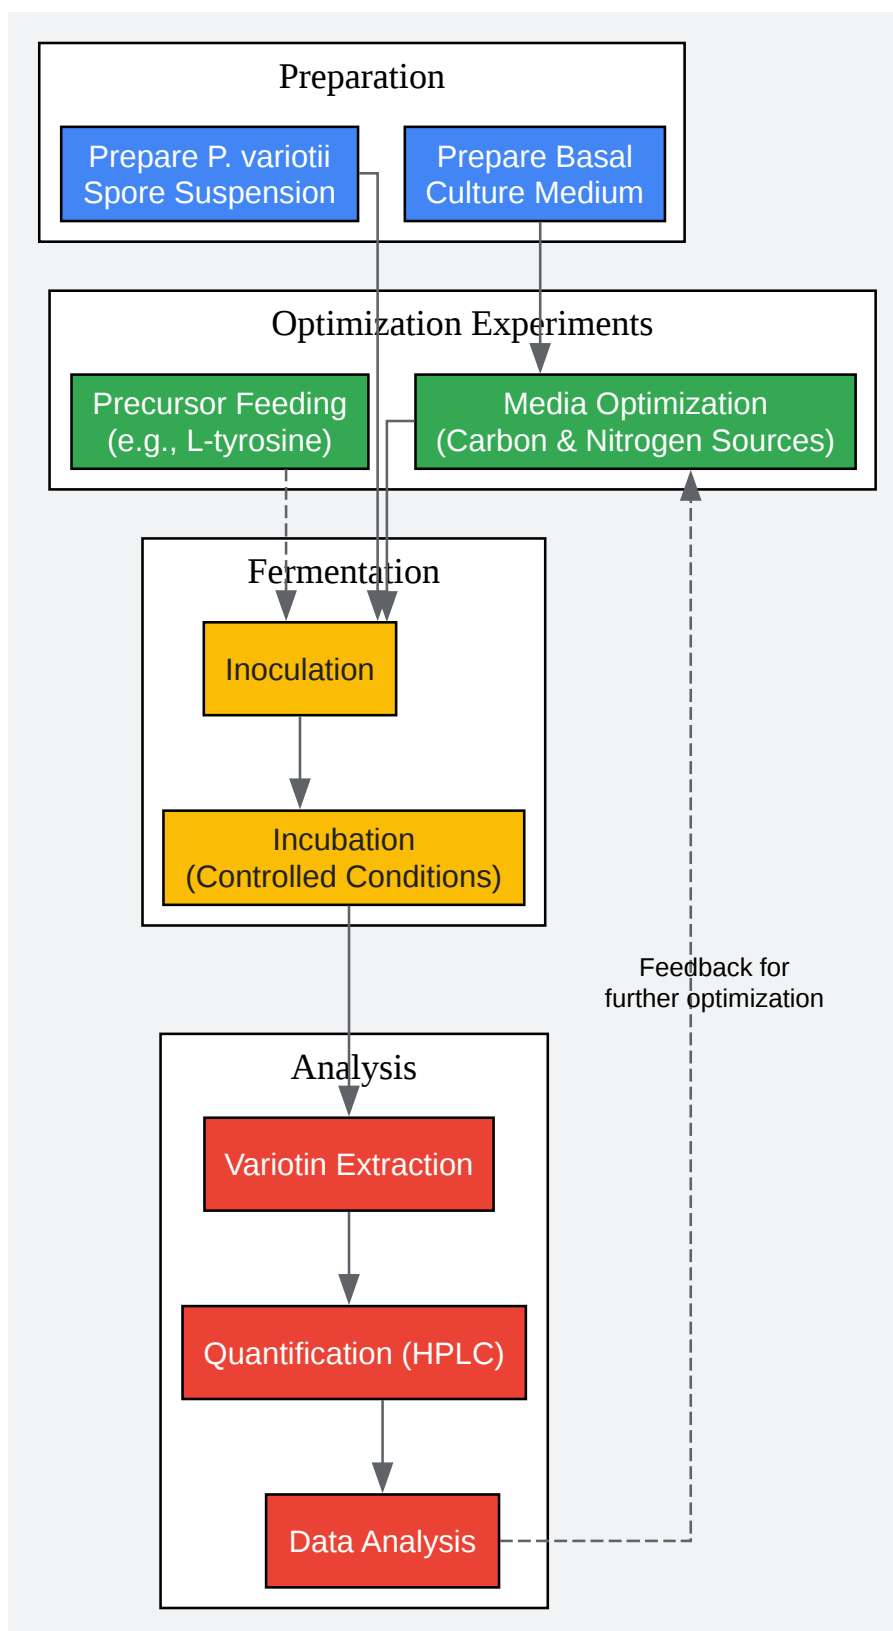 Preparation
Prepare P. variotii
Spore Suspension
Prepare Basal
Culture Medium
Optimization Experiments
Precursor Feeding
(e.g., L-tyrosine)
Media Optimization
(Carbon & Nitrogen Sources)
Fermentation
Inoculation
Incubation
(Controlled Conditions)
Feedback for
further optimization
Analysis
Variotin Extraction
Quantification (HPLC)
Data Analysis